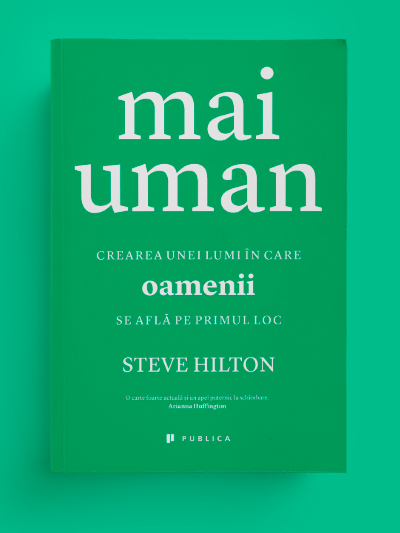 mai
uman
CREAREA UNEI LUMI ÎN CARE
oamenii
SE AFLĂ PE PRIMUL LOC
STEVE HILTON
O carte foarte actuală și un apel puternic la schimbare.
Arianna Huffington
PUBLICA